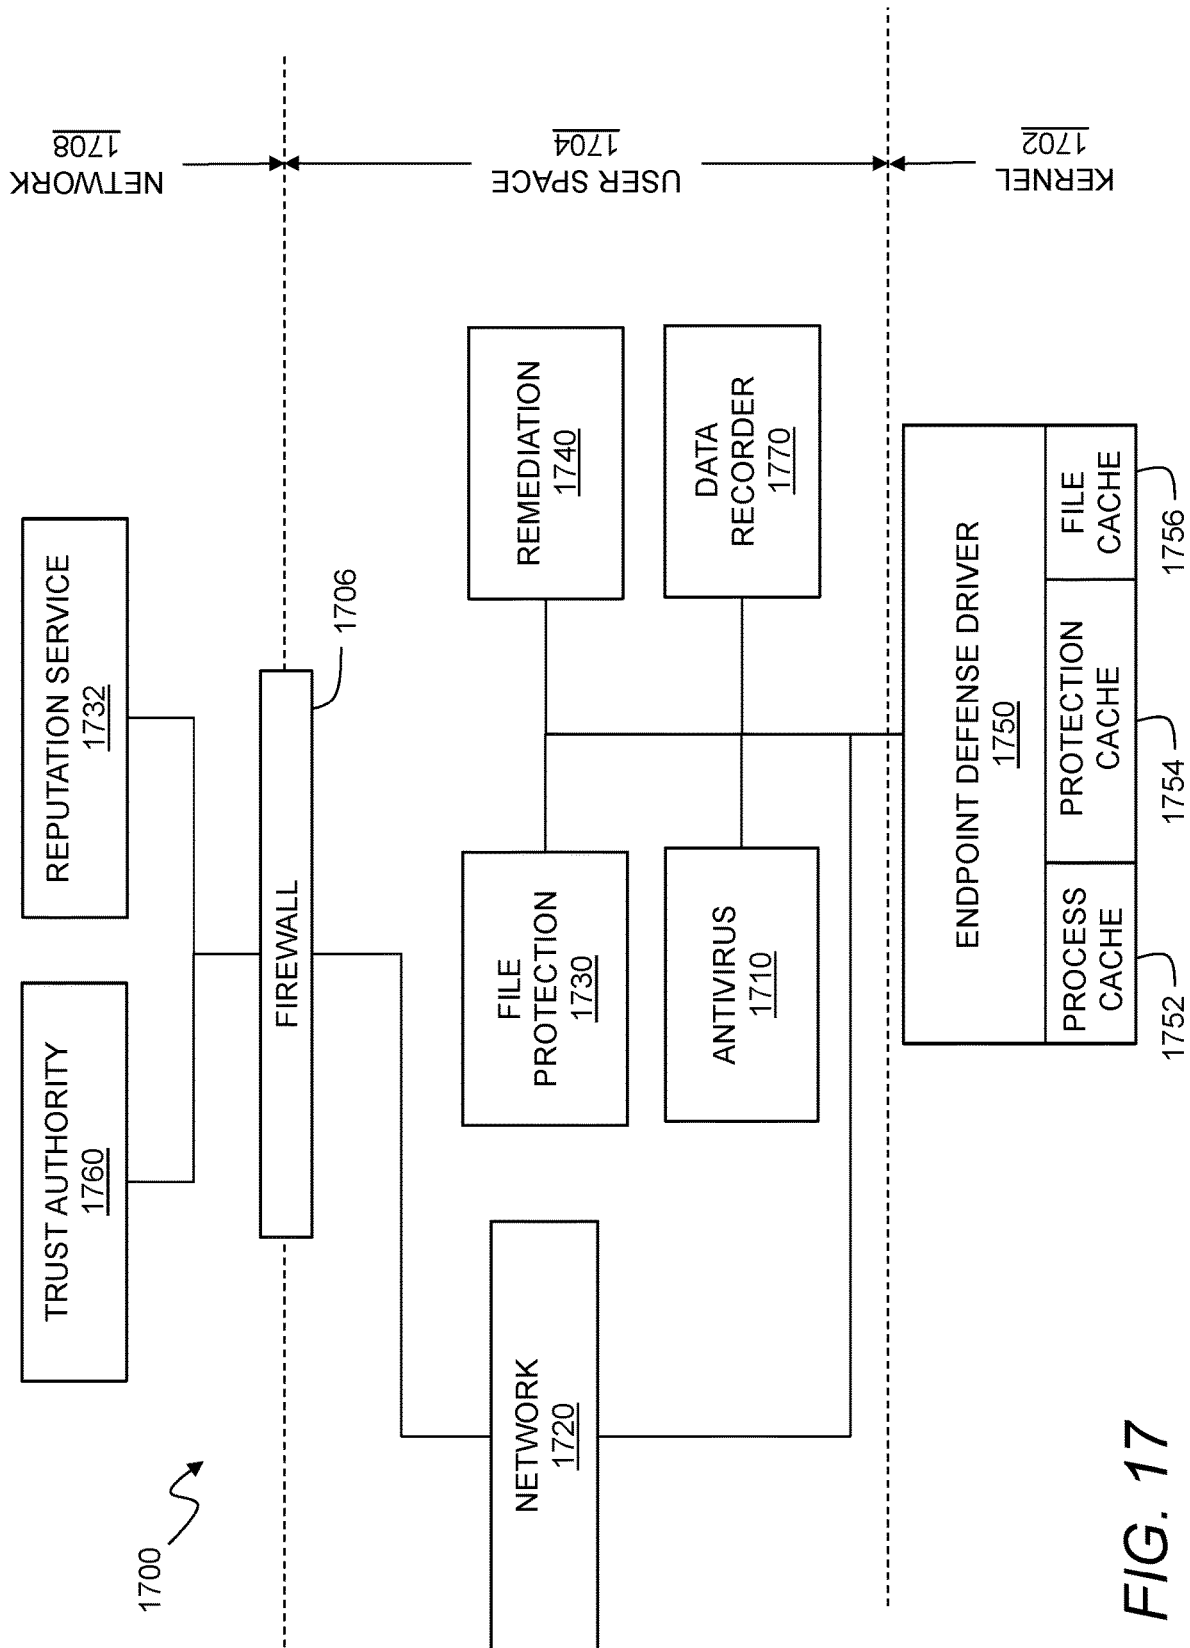 1700
TRUST AUTHORITY
1760
REPUTATION SERVICE
1732
NETWORK
1708
FIREWALL
1706
NETWORK
1720
FILE
PROTECTION
1730
REMEDIATION
1740
USER SPACE
1704
ANTIVIRUS
1710
DATA
RECORDER
1770
ENDPOINT DEFENSE DRIVER
1750
PROCESS
CACHE
PROTECTION
CACHE
FILE
CACHE
1752
1754
1756
KERNEL
1702
FIG. 17